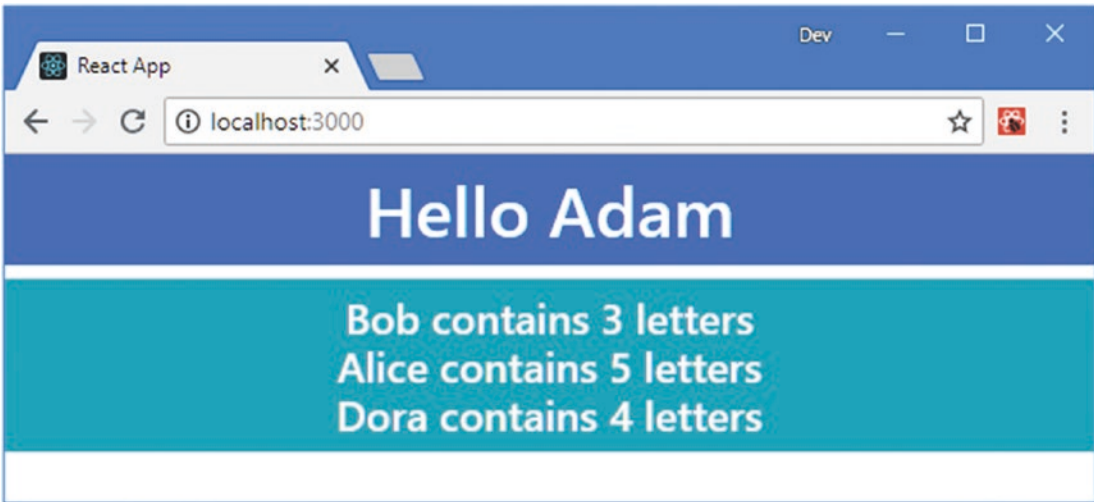 Dev
React App
localhost:3000
Hello Adam
Bob contains 3 letters
Alice contains 5 letters
Dora contains 4 letters